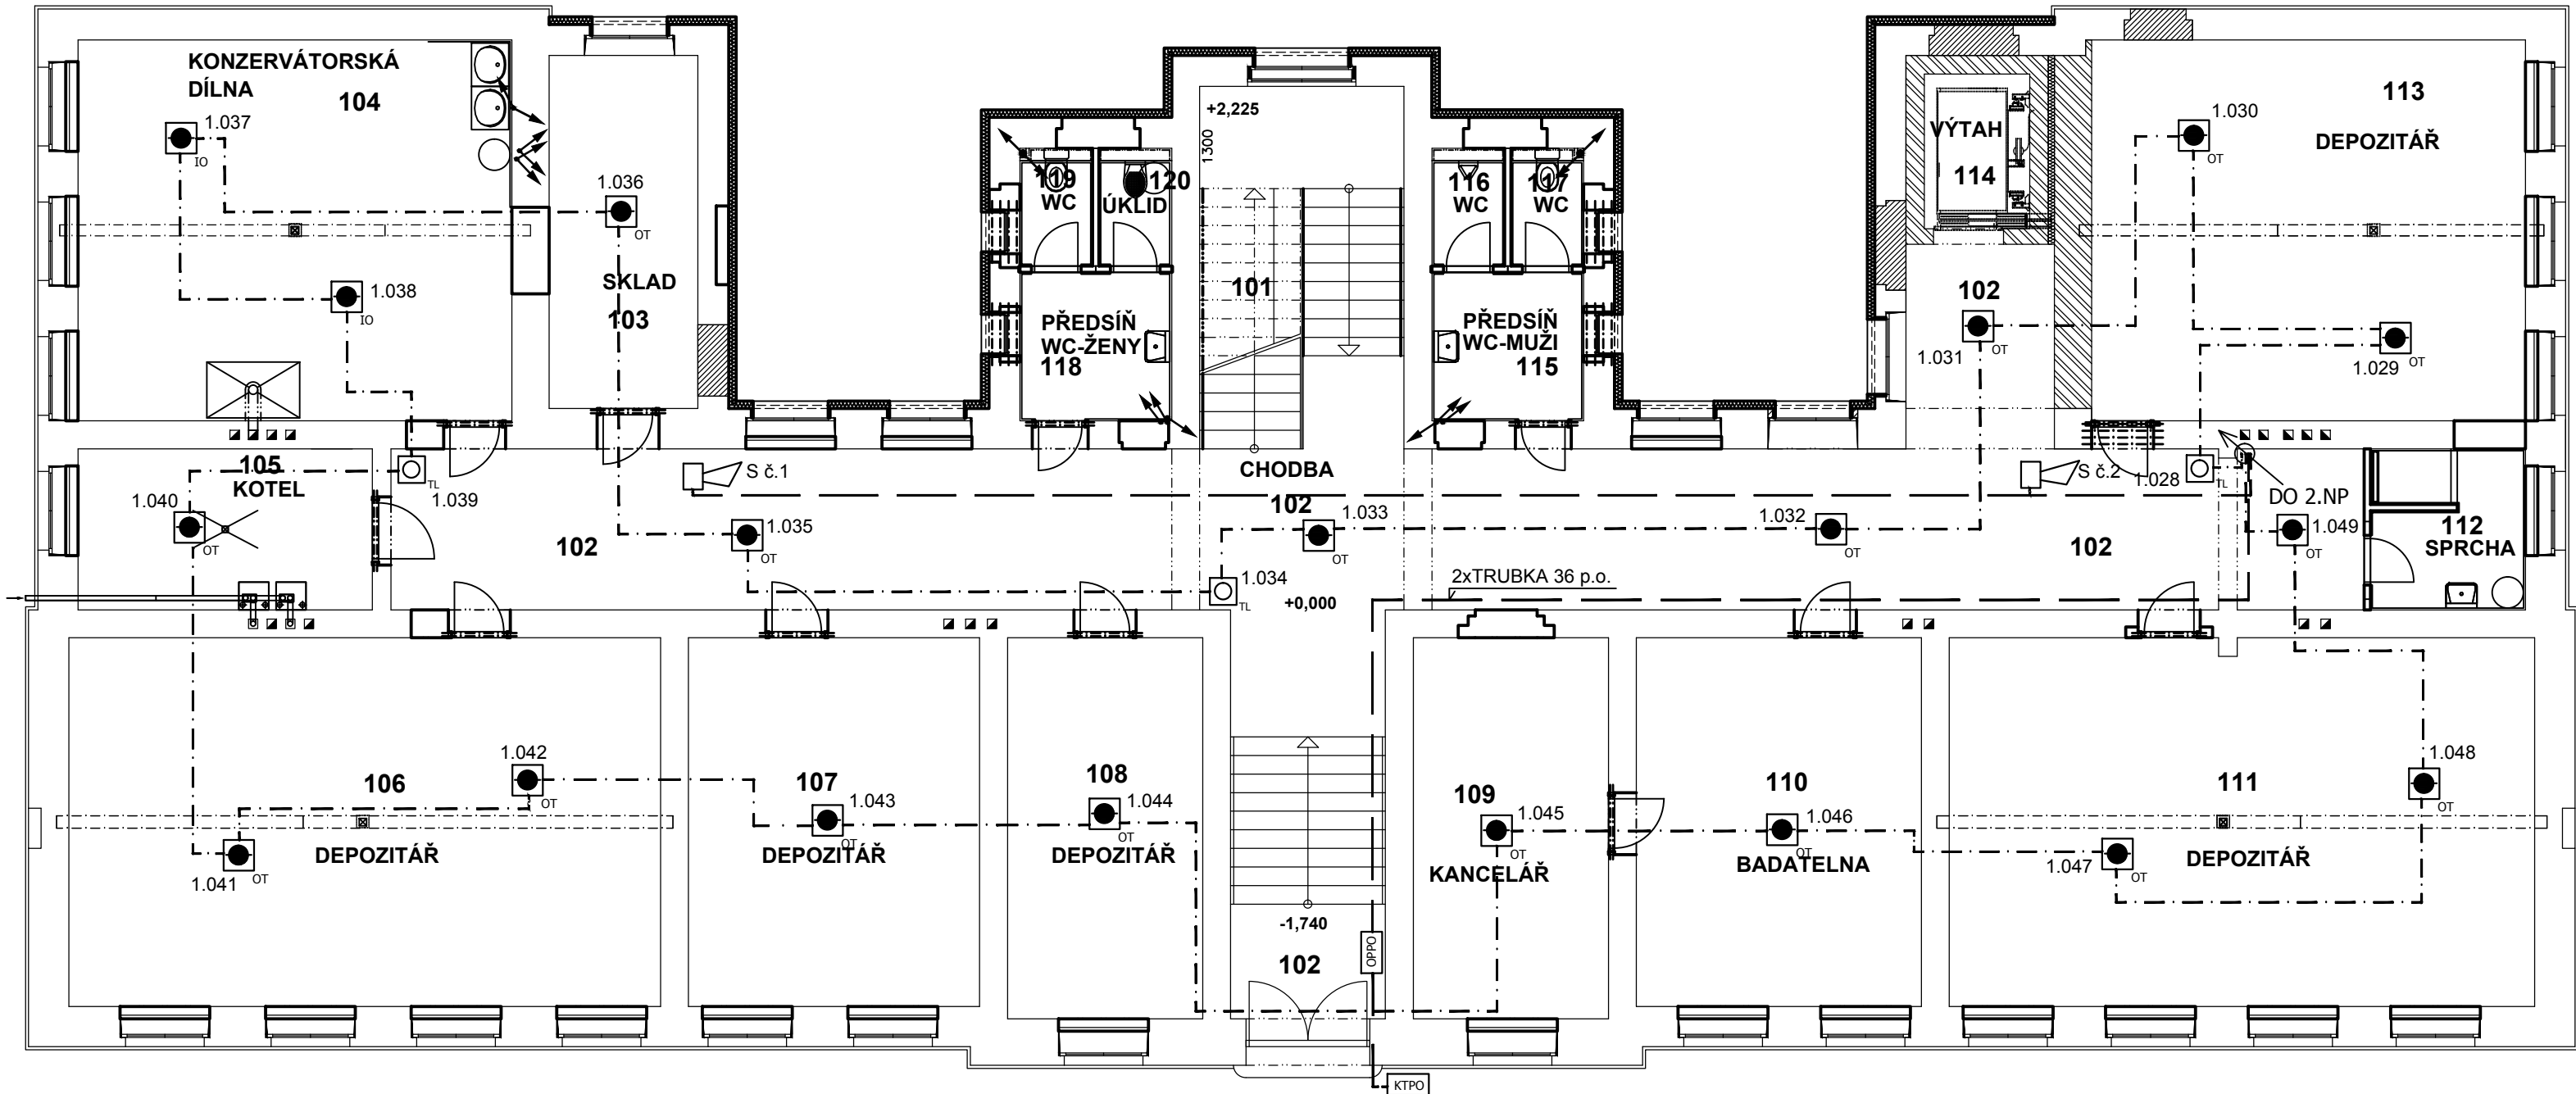 KONZERVÁTORSKÁ
DÍLNA
104
1.037
IO
1.038
IO
1.036
OT
SKLAD
103
119
WC
120
ÚKLID
PŘEDSÍŇ
WC-ŽENY
118
+2,225
1300
101
116
WC
117
WC
PŘEDSÍŇ
WC-MUŽI
115
VÝTAH
114
102
1.031
OT
1.030
OT
113
DEPOZITÁŘ
1.029
OT
105
KOTEL
1.040
OT
TL
1.039
S č.1
CHODBA
102
1.033
OT
1.035
OT
102
1.034
TL
+0,000
2xTRUBKA 36 p.o.
1.032
OT
102
S č.2
1.028
TL
DO 2.NP
1.049
OT
112
SPRCHA
1.042
OT
106
DEPOZITÁŘ
1.041
OT
107
1.043
OT
DEPOZITÁŘ
108
1.044
OT
DEPOZITÁŘ
-1,740
102
OPPO
KTPO
109
1.045
OT
KANCELÁŘ
110
1.046
OT
BADATELNA
111
1.047
OT
DEPOZITÁŘ
1.048
OT